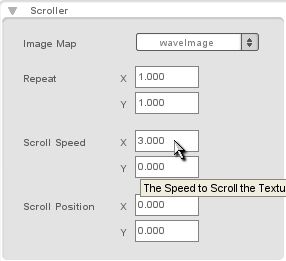 Scroller
Image Map waveImage
Repeat X 1.000
Y 1.000
Scroll Speed X 3.000
Y 0.000
The Speed to Scroll the Textu
Scroll Position X 0.000
Y 0.000